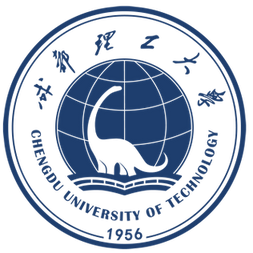 成都理工大学
CHENGDU UNIVERSITY OF TECHNOLOGY
1956